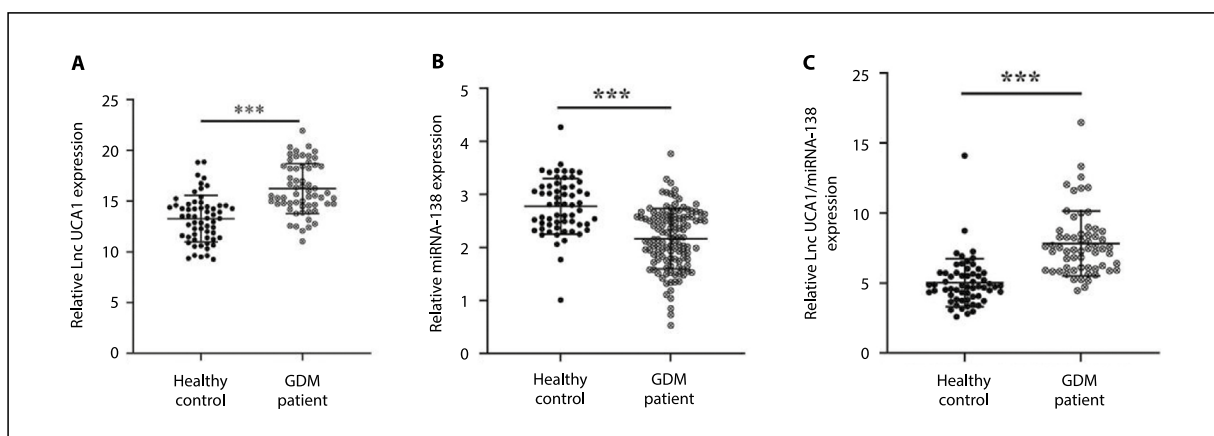 A
Relative Lnc UCA1 expression
25
20
15
10
5
0
***
Healthy
control
GDM
patient
B
Relative miRNA-138 expression
5
4
3
2
1
0
***
Healthy
control
GDM
patient
C
Relative Lnc UCA1/miRNA-138
expression
25
15
10
5
0
***
Healthy
control
GDM
patient